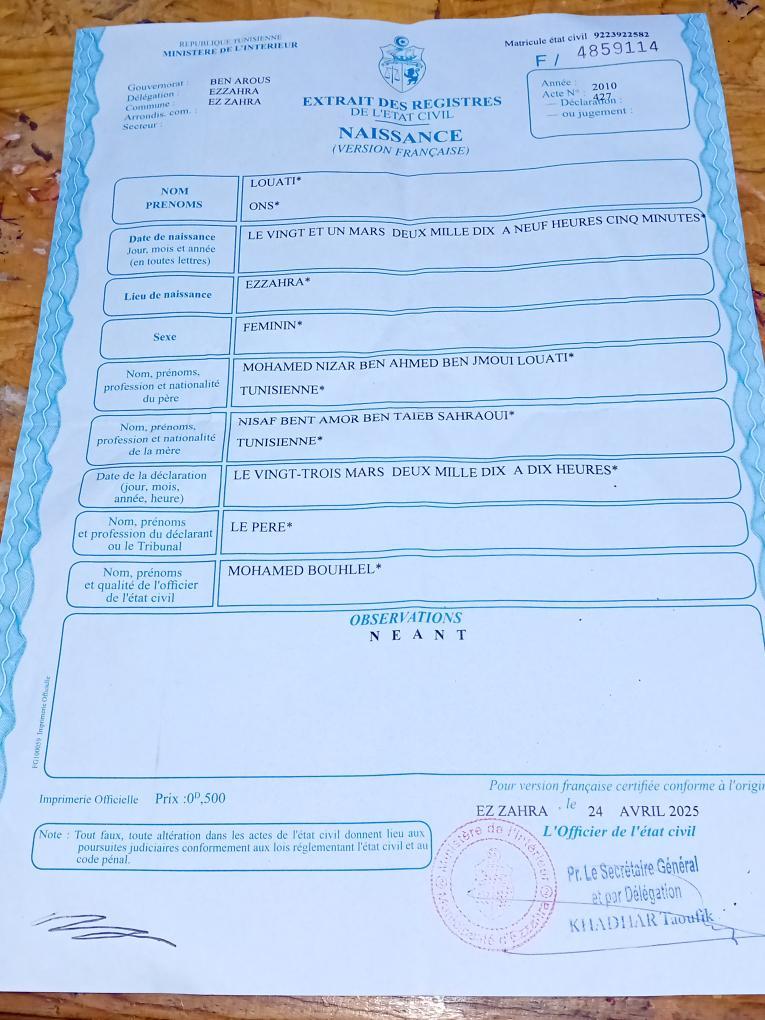 REPUBLIQUE TUNISIENNE
MINISTERE DE L'INTERIEUR
Matricule état civil 9223922582
F / 4859114
Gouvernorat : BEN AROUS
Délégation : EZZAHRA
Commune : EZ ZAHRA
Arrondis. com. :
Secteur :
EXTRAIT DES REGISTRES
DE L'ETAT CIVIL
NAISSANCE
(VERSION FRANÇAISE)
Année : 2010
Acte N° : 427
— Déclaration :
— ou jugement :
NOM
PRENOMS
LOUATI*
ONS*
Date de naissance
Jour, mois et année
(en toutes lettres)
LE VINGT ET UN MARS DEUX MILLE DIX A NEUF HEURES CINQ MINUTES*
Lieu de naissance
EZZAHRA*
Sexe
FEMININ*
Nom, prénoms,
profession et nationalité
du père
MOHAMED NIZAR BEN AHMED BEN JMOUI LOUATI*
TUNISIENNE*
Nom, prénoms,
profession et nationalité
de la mère
NISAF BENT AMOR BEN TAIEB SAHRAOUI*
TUNISIENNE*
Date de la déclaration
(jour, mois,
année, heure)
LE VINGT-TROIS MARS DEUX MILLE DIX A DIX HEURES*
Nom, prénoms
et profession du déclarant
ou le Tribunal
LE PERE*
Nom, prénoms
et qualité de l'officier
de l'état civil
MOHAMED BOUHLEL*
OBSERVATIONS
N E A N T
FG100059 Imprimerie Officielle
Imprimerie Officielle Prix :0ᴰ,500
Pour version française certifiée conforme à l'origin
EZ ZAHRA , le 24 AVRIL 2025
L'Officier de l'état civil
Note : Tout faux, toute altération dans les actes de l'état civil donnent lieu aux
poursuites judiciaires conformement aux lois réglementant l'état civil et au
code pénal.
Ministère de l'Intérieur
Municipalité d'Ezzahra
Pr. Le Secrétaire Général
et par Délégation
KHADHAR Taoufik